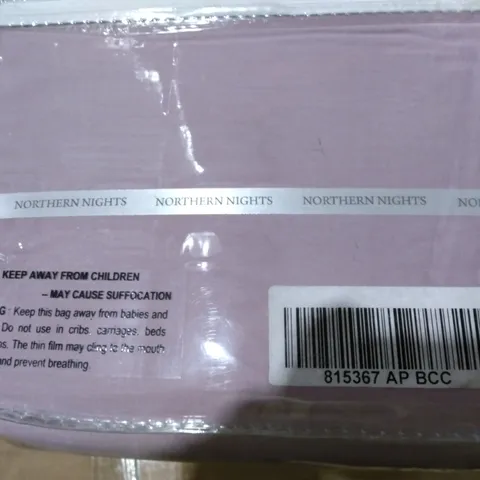 NORTHERN NIGHTS NORTHERN NIGHTS NORTHERN NIGHTS NO
KEEP AWAY FROM CHILDREN
– MAY CAUSE SUFFOCATION
G : Keep this bag away from babies and
Do not use in cribs carriages, beds
s. The thin film may cling to the mouth
and prevent breathing.
815367 AP BCC